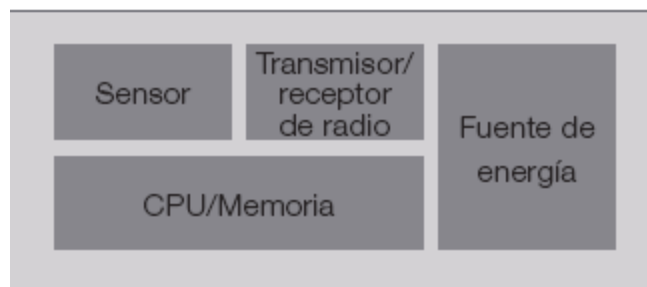 Sensor
Transmisor/
receptor
de radio
Fuente de
energía
CPU/Memoria